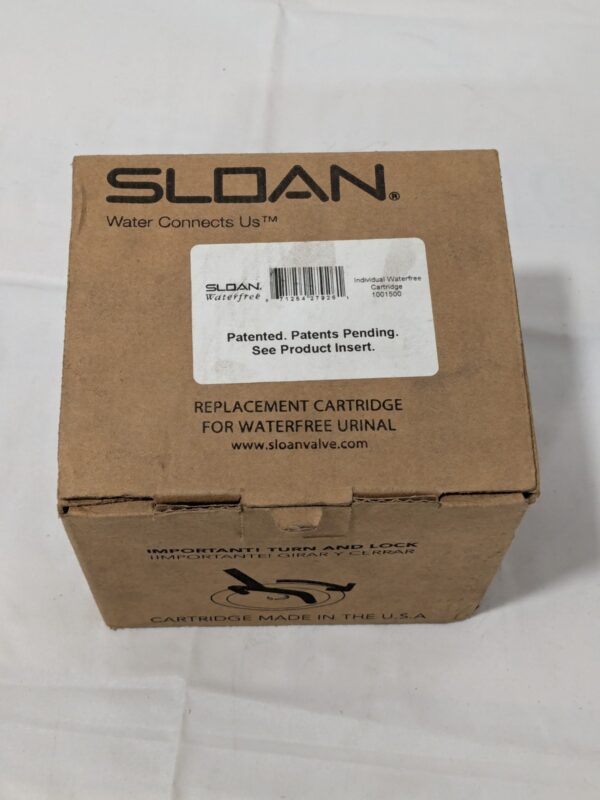 SLOAN®
Water Connects Us™
SLOAN.
Waterfree
Individual Waterfree
Cartridge
1001500
Patented. Patents Pending.
See Product Insert.
REPLACEMENT CARTRIDGE
FOR WATERFREE URINAL
www.sloanvalve.com
IMPORTANT! TURN AND LOCK
¡IMPORTANTE! GIRAR Y CERRAR
CARTRIDGE MADE IN THE U.S.A